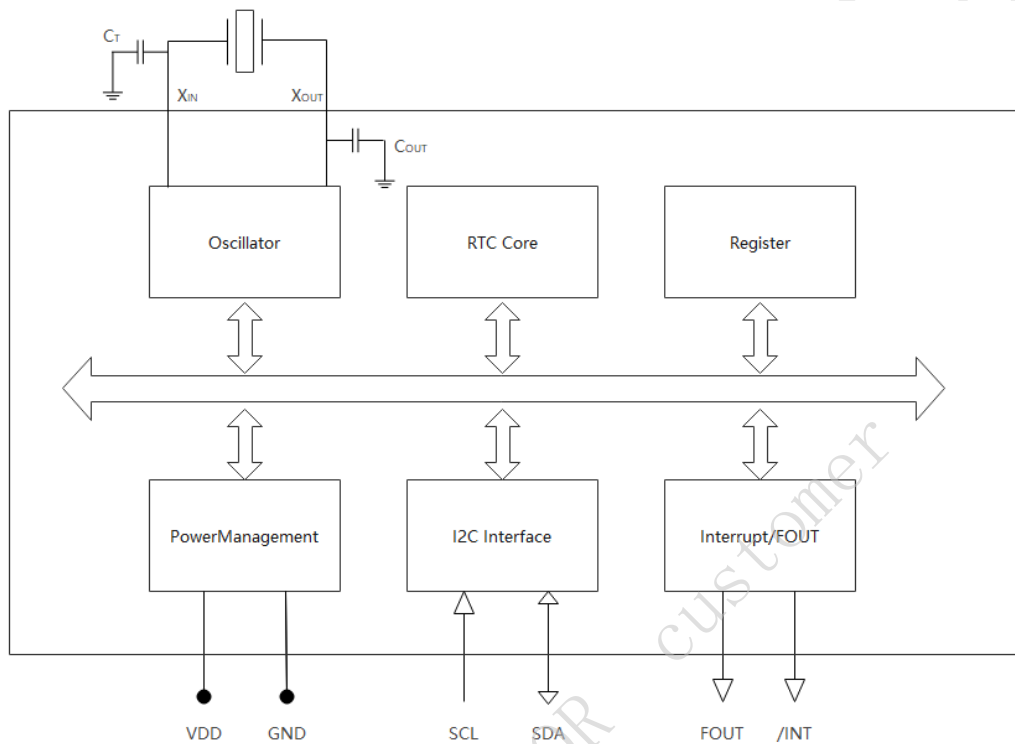 CT
XIN XOUT
COUT
Oscillator RTC Core Register
PowerManagement I2C Interface Interrupt/FOUT
customer
VDD GND SCL SDA FOUT /INT